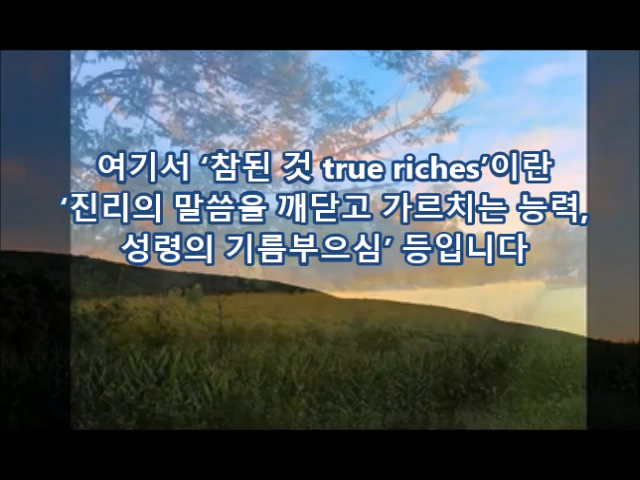 여기서 ‘참된 것 true riches’이란
‘진리의 말씀을 깨닫고 가르치는 능력,
성령의 기름부으심’ 등입니다